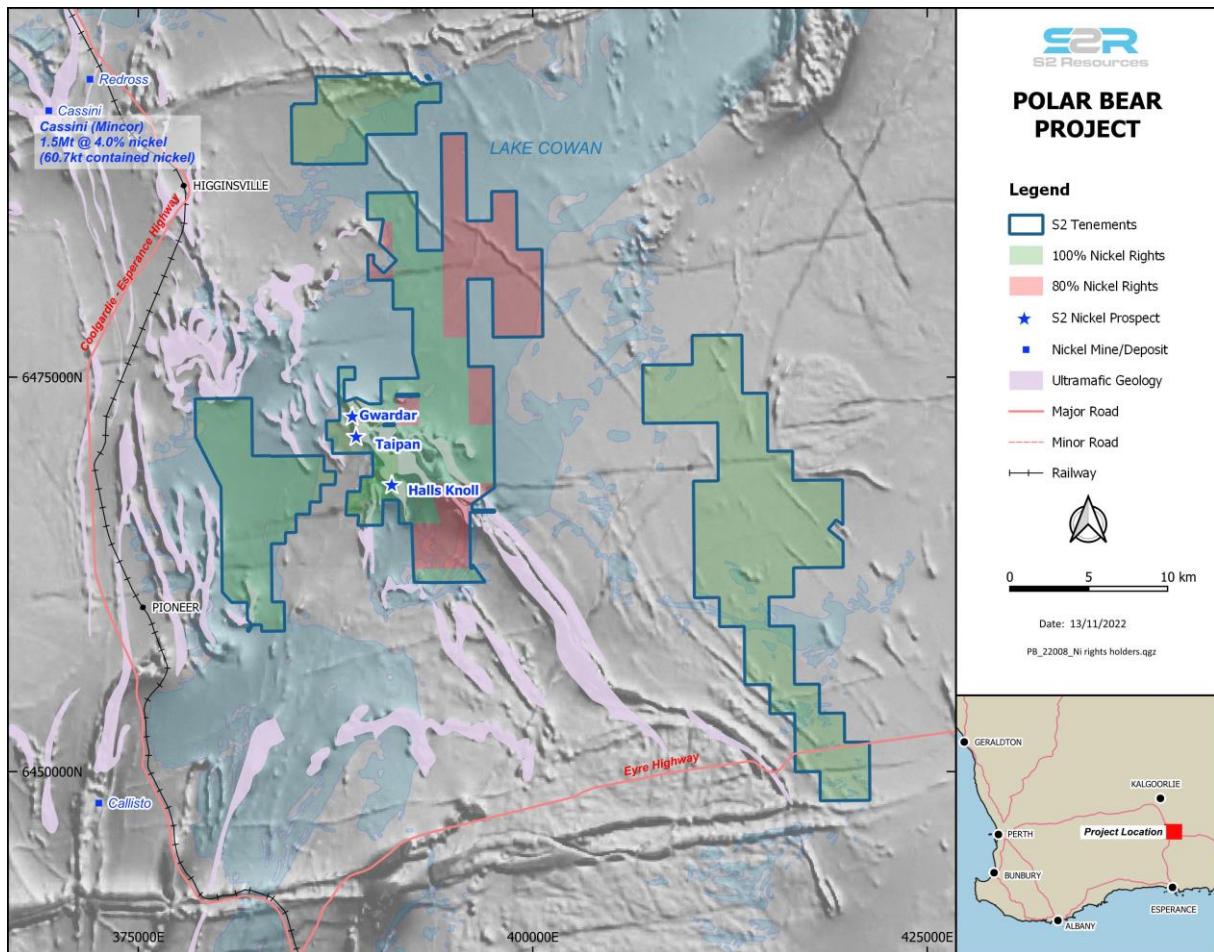 Redross
Cassini
Cassini (Mincor)
1.5Mt @ 4.0% nickel
(60.7kt contained nickel)
HIGGINSVILLE
LAKE COWAN
Coolgardie - Esperance Highway
6475000N
Gwardar
Taipan
Halls Knoll
PIONEER
6450000N
Callisto
Eyre Highway
375000E
400000E
425000E
S2R
S2 Resources
POLAR BEAR
PROJECT
Legend
S2 Tenements
100% Nickel Rights
80% Nickel Rights
S2 Nickel Prospect
Nickel Mine/Deposit
Ultramafic Geology
Major Road
Minor Road
Railway
0 5 10 km
Date: 13/11/2022
PB_22008_Ni rights holders.qgz
GERALDTON
KALGOORLIE
Project Location
PERTH
BUNBURY
ESPERANCE
ALBANY